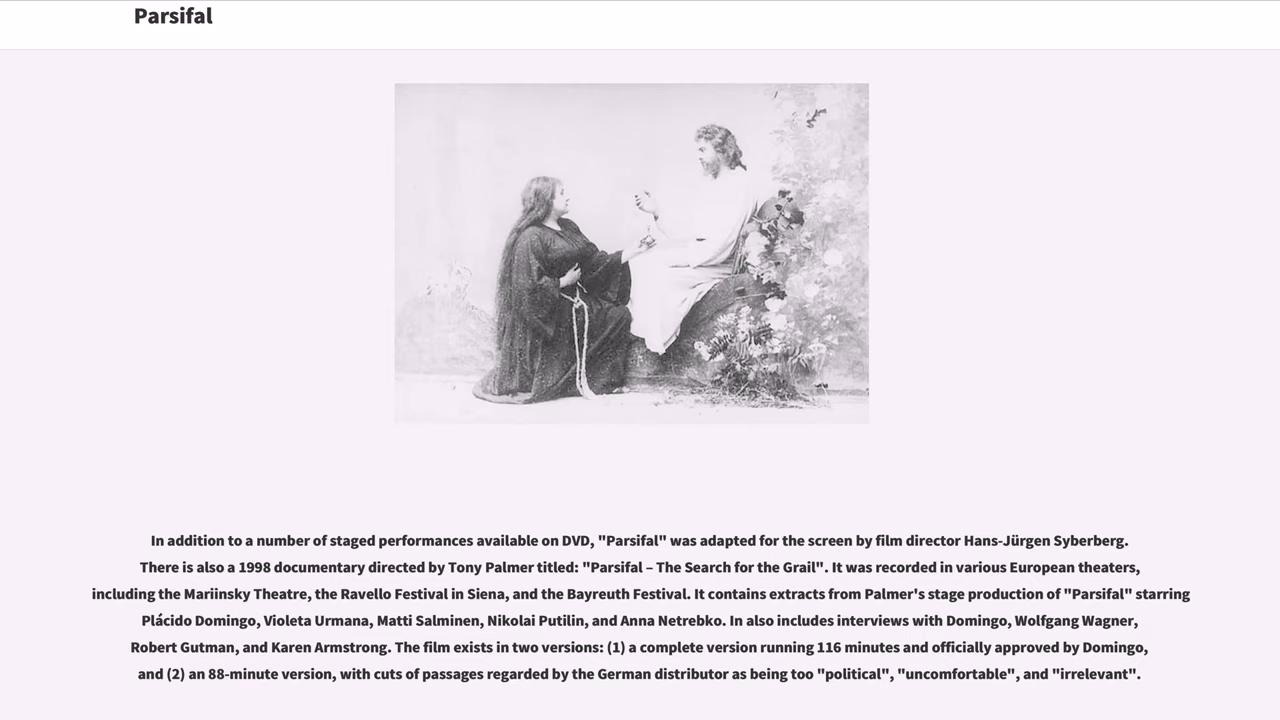 Parsifal
In addition to a number of staged performances available on DVD, "Parsifal" was adapted for the screen by film director Hans-Jürgen Syberberg.
There is also a 1998 documentary directed by Tony Palmer titled: "Parsifal – The Search for the Grail". It was recorded in various European theaters,
including the Mariinsky Theatre, the Ravello Festival in Siena, and the Bayreuth Festival. It contains extracts from Palmer's stage production of "Parsifal" starring
Plácido Domingo, Violeta Urmana, Matti Salminen, Nikolai Putilin, and Anna Netrebko. In also includes interviews with Domingo, Wolfgang Wagner,
Robert Gutman, and Karen Armstrong. The film exists in two versions: (1) a complete version running 116 minutes and officially approved by Domingo,
and (2) an 88-minute version, with cuts of passages regarded by the German distributor as being too "political", "uncomfortable", and "irrelevant".